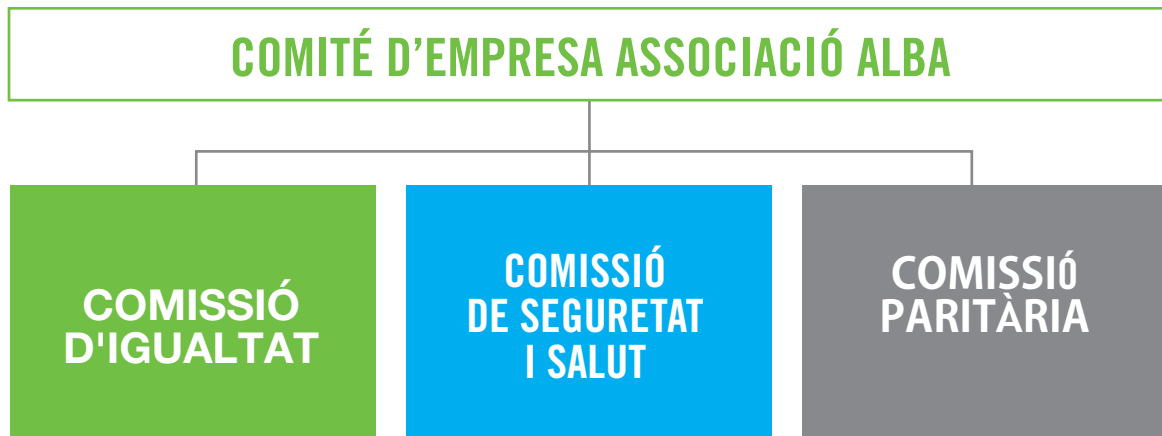 COMITÉ D'EMPRESA ASSOCIACIÓ ALBA
COMISSIÓ
D'IGUALTAT
COMISSIÓ
DE SEGURETAT
I SALUT
COMISSIÓ
PARITÀRIA